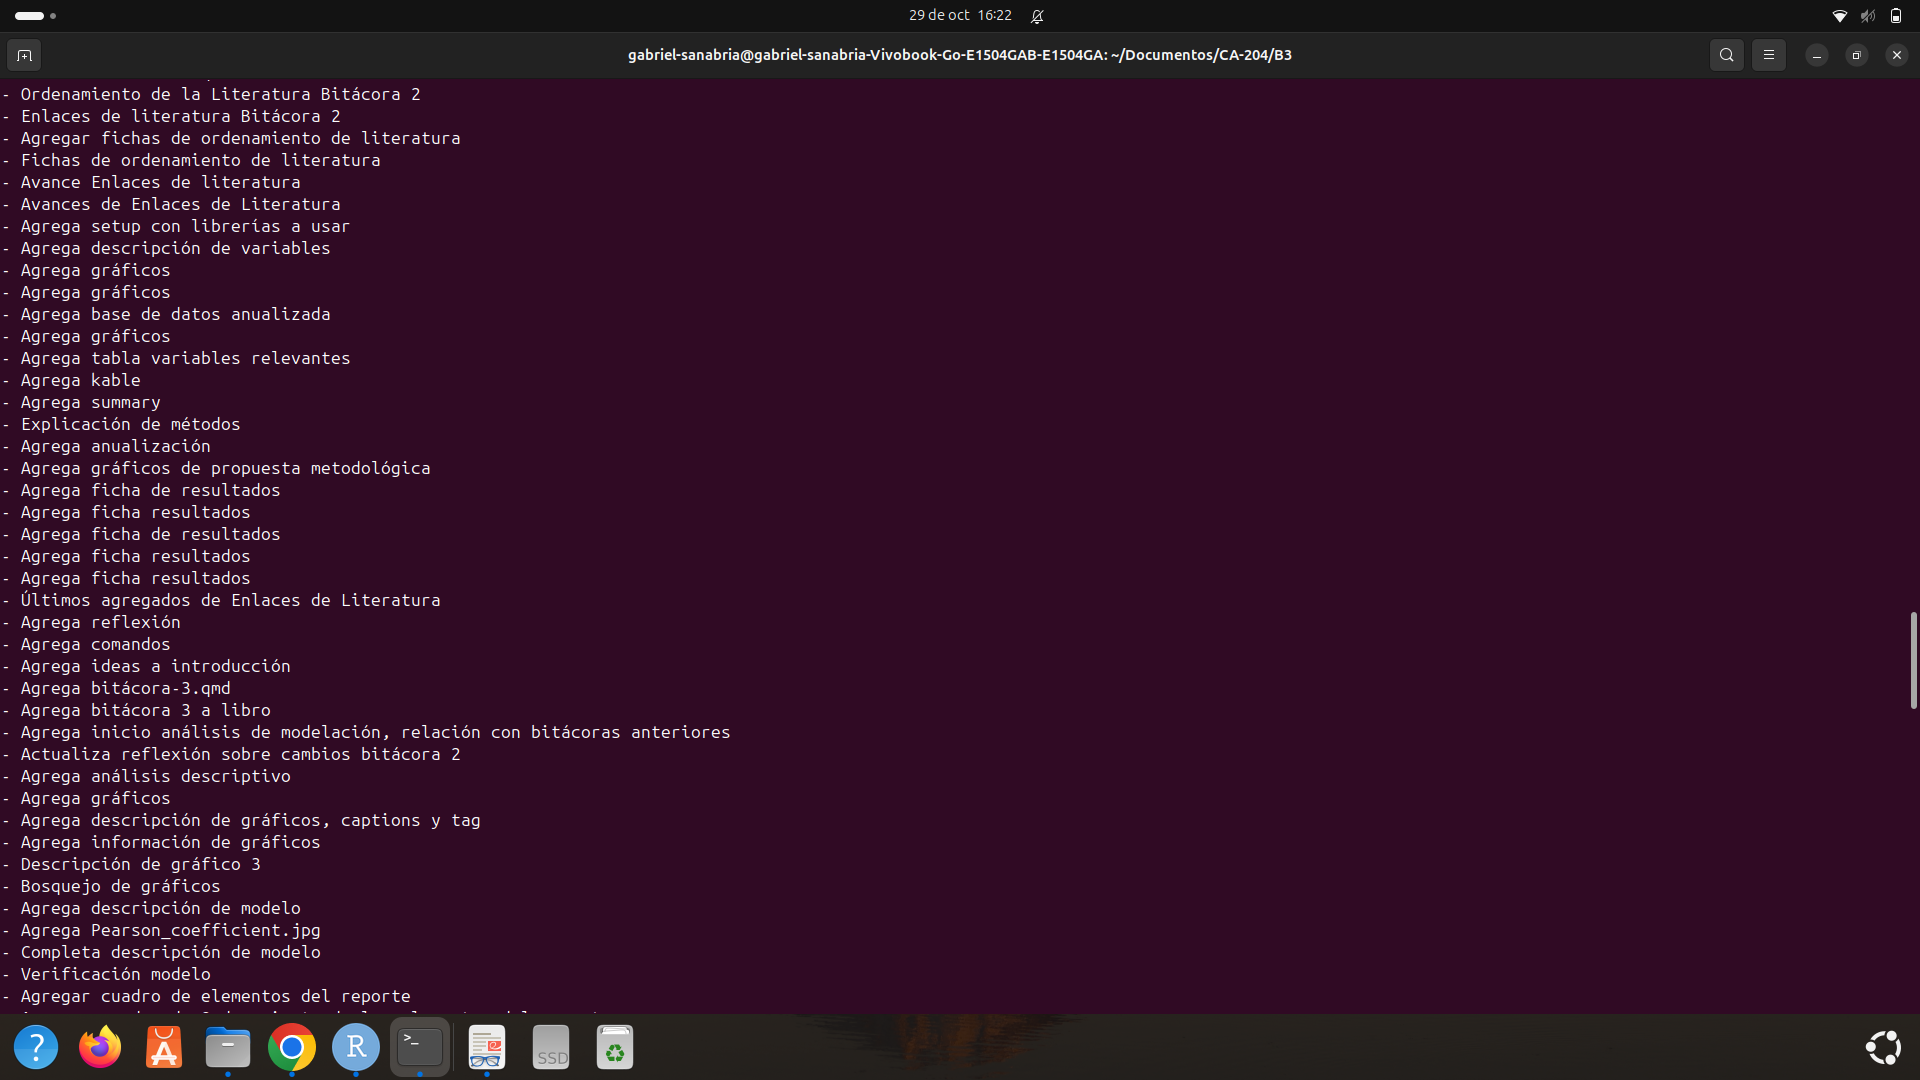 29 de oct 16:22
gabriel-sanabria@gabriel-sanabria-Vivobook-Go-E1504GAB-E1504GA: ~/Documentos/CA-204/B3
- Ordenamiento de la Literatura Bitácora 2
- Enlaces de literatura Bitácora 2
- Agregar fichas de ordenamiento de literatura
- Fichas de ordenamiento de literatura
- Avance Enlaces de literatura
- Avances de Enlaces de Literatura
- Agrega setup con librerías a usar
- Agrega descripción de variables
- Agrega gráficos
- Agrega gráficos
- Agrega base de datos anualizada
- Agrega gráficos
- Agrega tabla variables relevantes
- Agrega kable
- Agrega summary
- Explicación de métodos
- Agrega anualización
- Agrega gráficos de propuesta metodológica
- Agrega ficha de resultados
- Agrega ficha resultados
- Agrega ficha de resultados
- Agrega ficha resultados
- Agrega ficha resultados
- Últimos agregados de Enlaces de Literatura
- Agrega reflexión
- Agrega comandos
- Agrega ideas a introducción
- Agrega bitácora-3.qmd
- Agrega bitácora 3 a libro
- Agrega inicio análisis de modelación, relación con bitácoras anteriores
- Actualiza reflexión sobre cambios bitácora 2
- Agrega análisis descriptivo
- Agrega gráficos
- Agrega descripción de gráficos, captions y tag
- Agrega información de gráficos
- Descripción de gráfico 3
- Bosquejo de gráficos
- Agrega descripción de modelo
- Agrega Pearson_coefficient.jpg
- Completa descripción de modelo
- Verificación modelo
- Agregar cuadro de elementos del reporte
? A R >_ SSD